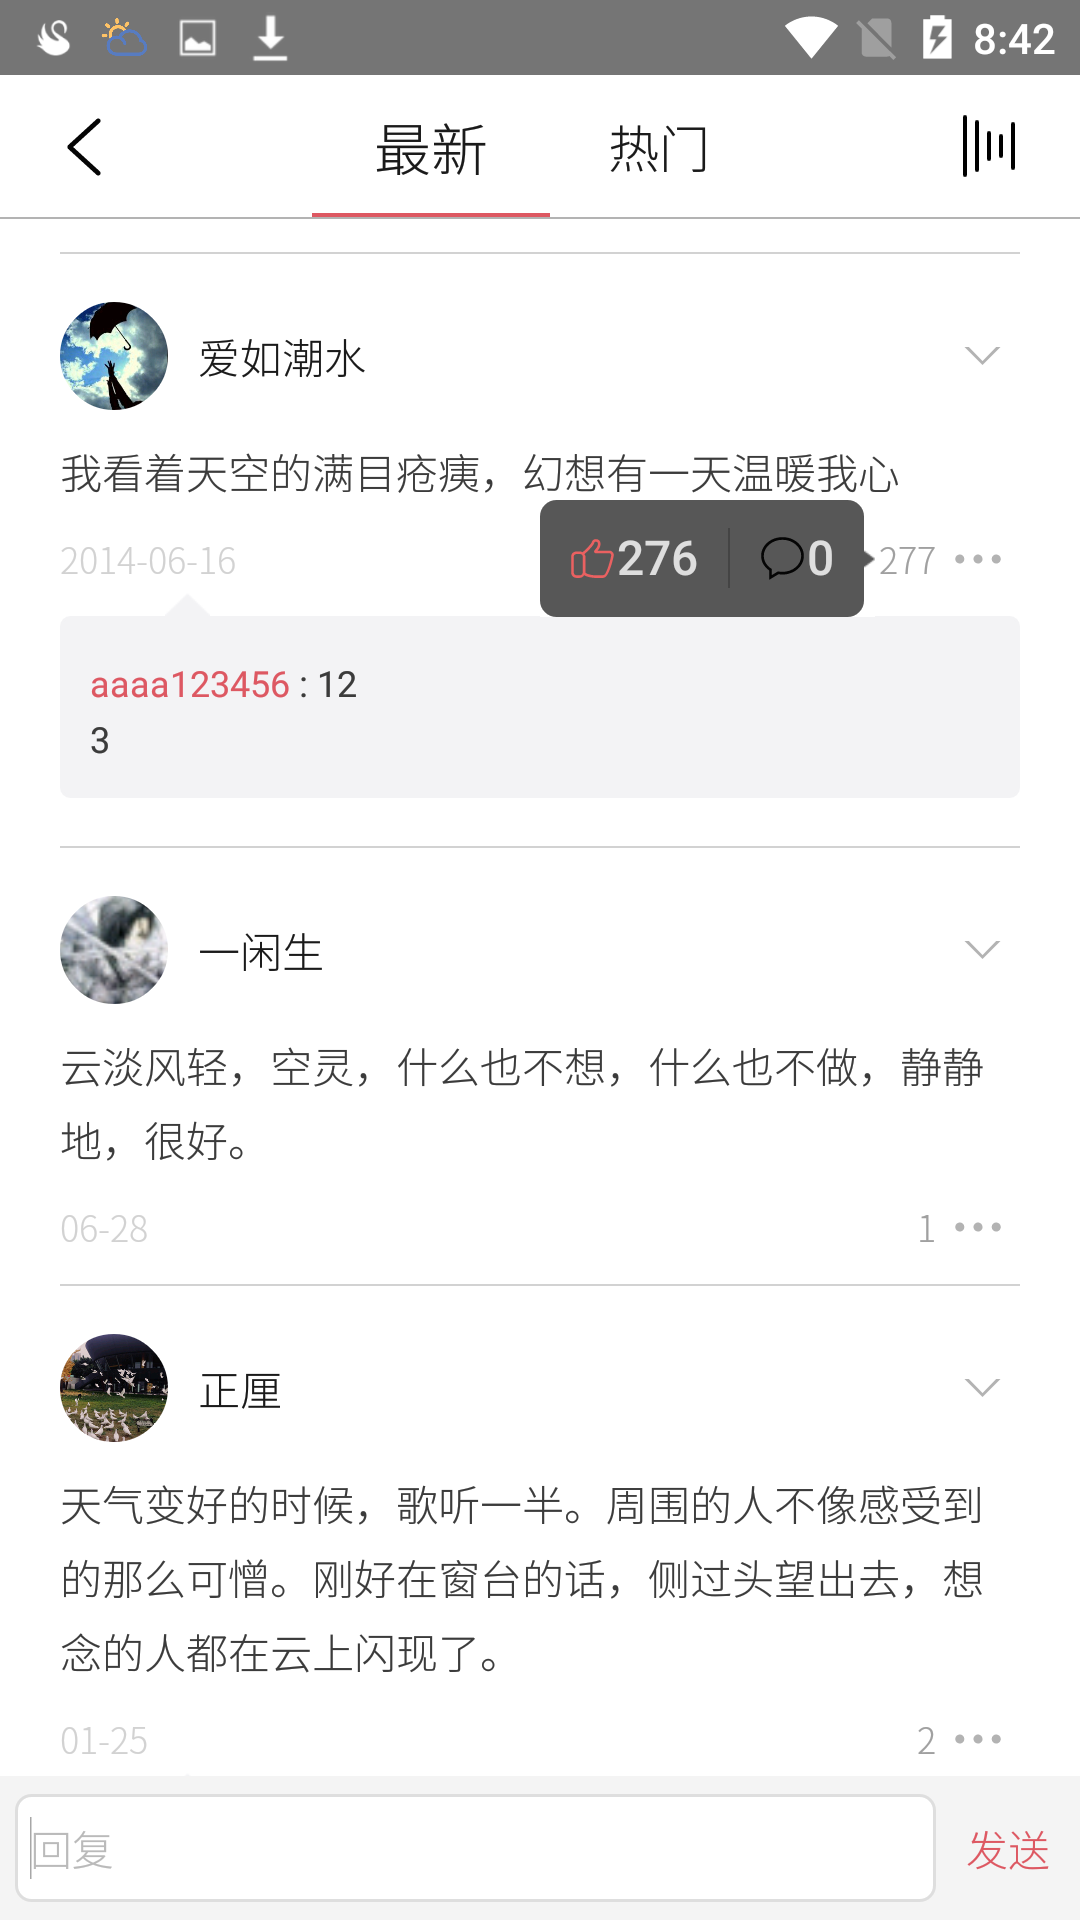 8:42
最新
热门
爱如潮水
我看着天空的满目疮痍，幻想有一天温暖我心
2014-06-16
276
0
277
aaaa123456 : 12
3
一闲生
云淡风轻，空灵，什么也不想，什么也不做，静静
地，很好。
06-28
1
正厘
天气变好的时候，歌听一半。周围的人不像感受到
的那么可憎。刚好在窗台的话，侧过头望出去，想
念的人都在云上闪现了。
01-25
2
回复
发送